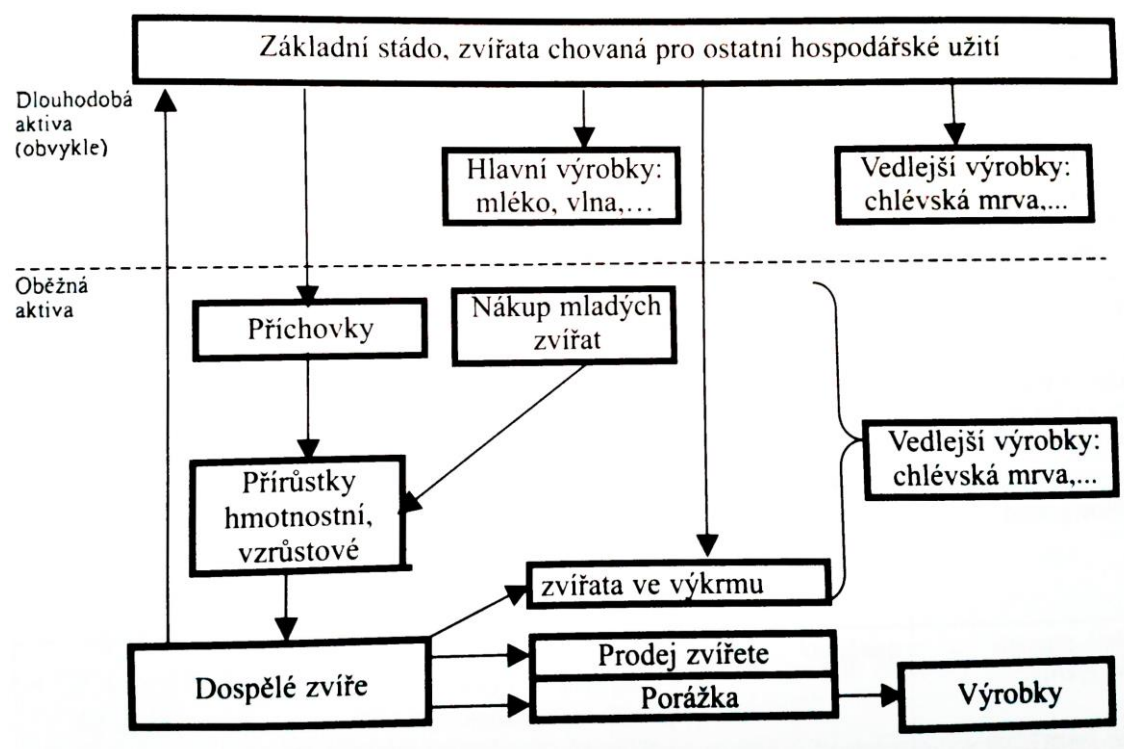 Základní stádo, zvířata chovaná pro ostatní hospodářské užití
Dlouhodobá
aktiva
(obvykle)
Hlavní výrobky:
mléko, vlna,…
Vedlejší výrobky:
chlévská mrva,...
Oběžná
aktiva
Příchovky
Nákup mladých
zvířat
Vedlejší výrobky:
chlévská mrva,...
Přírůstky
hmotnostní,
vzrůstové
zvířata ve výkrmu
Dospělé zvíře
Prodej zvířete
Porážka
Výrobky